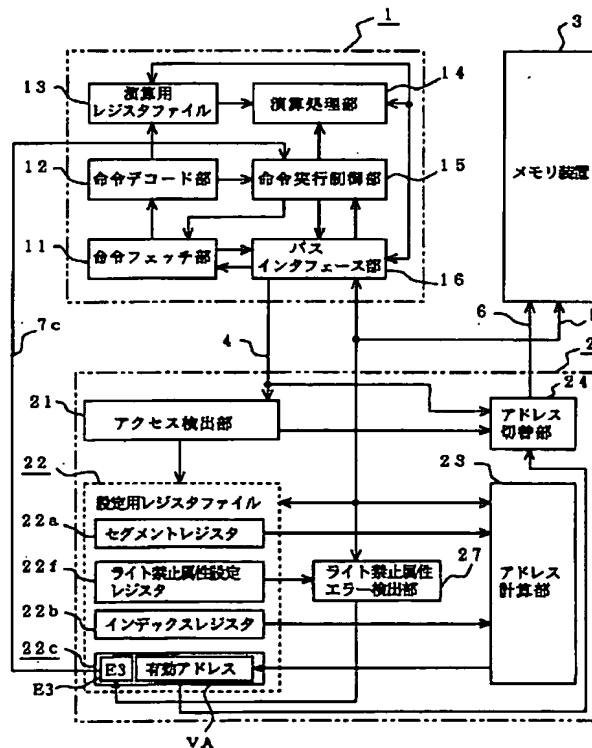 1
3
13
演算用
レジスタファイル
演算処理部
14
12
命令デコード部
命令実行制御部
15
メモリ装置
11
命令フェッチ部
バス
インタフェース部
16
7c
4
6
2
24
21
アクセス検出部
アドレス
切替部
22
設定用レジスタファイル
23
22a
セグメントレジスタ
22f
ライト禁止属性設定
レジスタ
ライト禁止属性
エラー検出部
27
アドレス
計算部
22b
インデックスレジスタ
22c
E3
有効アドレス
E3
VA